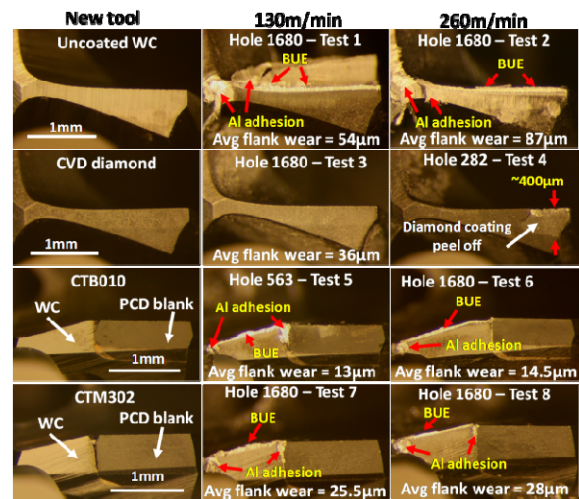 New tool
130m/min
260m/min
Uncoated WC
1mm
Hole 1680 – Test 1
BUE
Al adhesion
Avg flank wear = 54µm
Hole 1680 – Test 2
BUE
Al adhesion
Avg flank wear = 87µm
CVD diamond
1mm
Hole 1680 – Test 3
Avg flank wear = 36µm
Hole 282 – Test 4
~400µm
Diamond coating
peel off
CTB010
WC
PCD blank
1mm
Hole 563 – Test 5
Al adhesion
BUE
Avg flank wear = 13µm
Hole 1680 – Test 6
BUE
Al adhesion
Avg flank wear = 14.5µm
CTM302
WC
PCD blank
1mm
Hole 1680 – Test 7
BUE
Al adhesion
Avg flank wear = 25.5µm
Hole 1680 – Test 8
BUE
Al adhesion
Avg flank wear = 28µm